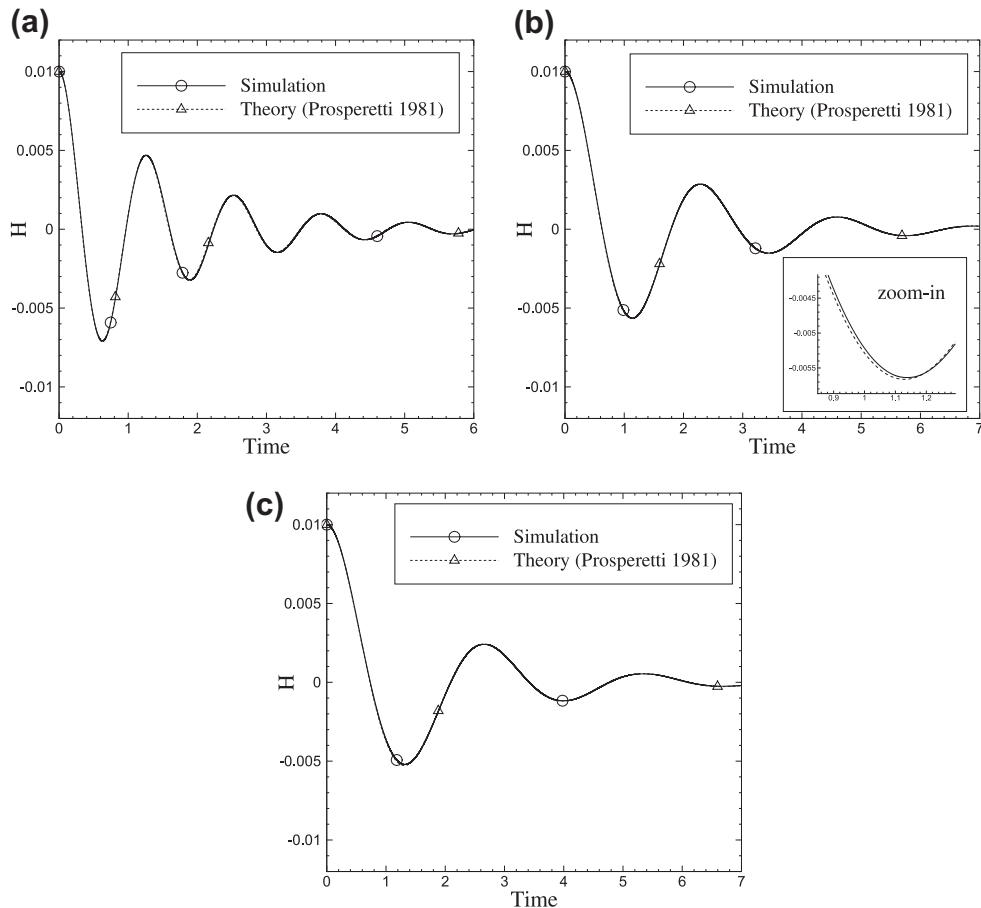 (a)
Simulation
Theory (Prosperetti 1981)
0.01
0.005
0
-0.005
-0.01
H
0 1 2 3 4 5 6
Time
(b)
Simulation
Theory (Prosperetti 1981)
0.01
0.005
0
-0.005
-0.01
H
zoom-in
-0.0045
-0.005
-0.0055
0.9 1 1.1 1.2
0 1 2 3 4 5 6 7
Time
(c)
Simulation
Theory (Prosperetti 1981)
0.01
0.005
0
-0.005
-0.01
H
0 1 2 3 4 5 6 7
Time